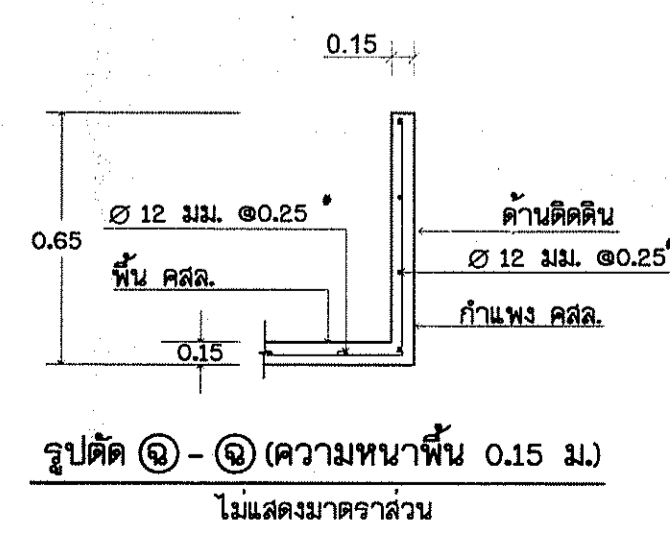 0.15
Ø 12 มม. @0.25
ด้านติดดิน
0.65
Ø 12 มม. @0.25
พื้น คสล.
กำแพง คสล.
0.15
รูปตัด ฉ - ฉ (ความหนาพื้น 0.15 ม.)
ไม่แสดงมาตราส่วน